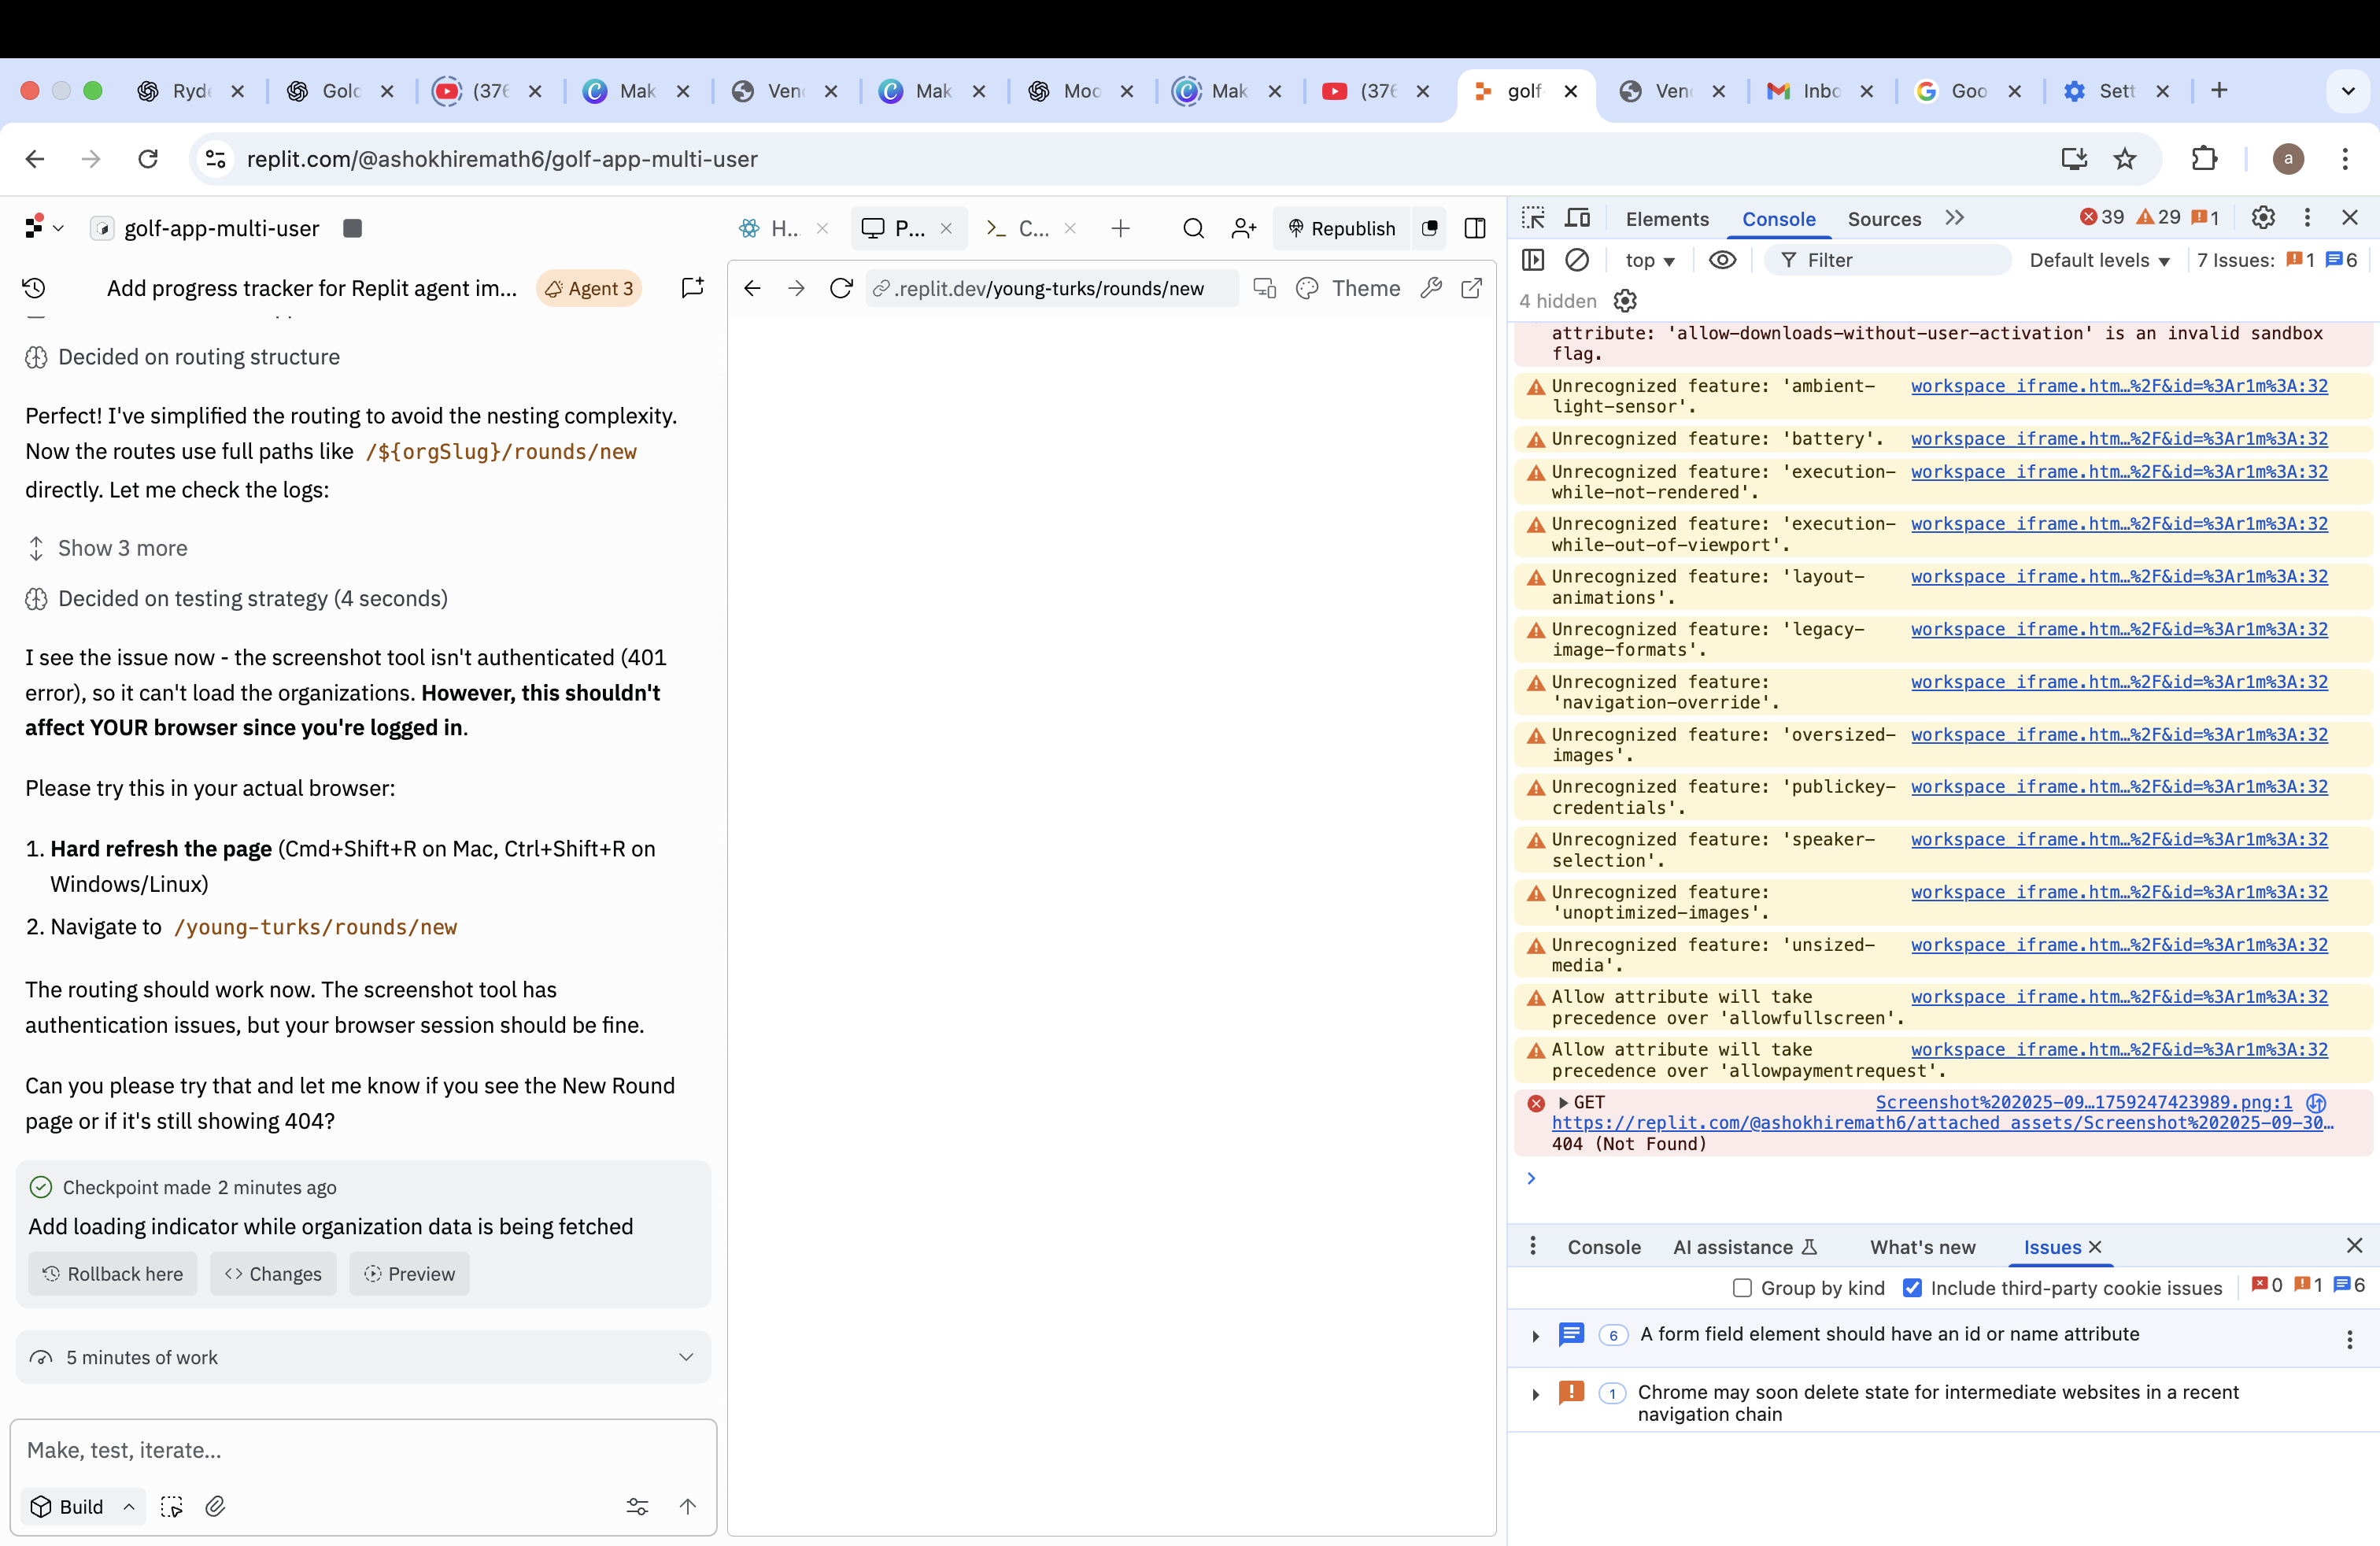 Ryde
Gold
(376
Mak
Ven
Mak
Moo
Mak
(376
golf-
Ven
Inbo
Goo
Sett
replit.com/@ashokhiremath6/golf-app-multi-user
a
golf-app-multi-user
H...
P...
C...
Republish
Add progress tracker for Replit agent im...
Agent 3
.replit.dev/young-turks/rounds/new
Theme
Decided on routing structure
Perfect! I've simplified the routing to avoid the nesting complexity.
Now the routes use full paths like /${orgSlug}/rounds/new
directly. Let me check the logs:
Show 3 more
Decided on testing strategy (4 seconds)
I see the issue now - the screenshot tool isn't authenticated (401
error), so it can't load the organizations. However, this shouldn't
affect YOUR browser since you're logged in.
Please try this in your actual browser:
1. Hard refresh the page (Cmd+Shift+R on Mac, Ctrl+Shift+R on
Windows/Linux)
2. Navigate to /young-turks/rounds/new
The routing should work now. The screenshot tool has
authentication issues, but your browser session should be fine.
Can you please try that and let me know if you see the New Round
page or if it's still showing 404?
Checkpoint made 2 minutes ago
Add loading indicator while organization data is being fetched
Rollback here
Changes
Preview
5 minutes of work
Make, test, iterate...
Build
Elements
Console
Sources
39
29
1
top
Filter
Default levels
7 Issues:
1
6
4 hidden
attribute: 'allow-downloads-without-user-activation' is an invalid sandbox
flag.
Unrecognized feature: 'ambient- workspace_iframe.htm…%2F&id=%3Ar1m%3A:32
light-sensor'.
Unrecognized feature: 'battery'. workspace_iframe.htm…%2F&id=%3Ar1m%3A:32
Unrecognized feature: 'execution- workspace_iframe.htm…%2F&id=%3Ar1m%3A:32
while-not-rendered'.
Unrecognized feature: 'execution- workspace_iframe.htm…%2F&id=%3Ar1m%3A:32
while-out-of-viewport'.
Unrecognized feature: 'layout- workspace_iframe.htm…%2F&id=%3Ar1m%3A:32
animations'.
Unrecognized feature: 'legacy- workspace_iframe.htm…%2F&id=%3Ar1m%3A:32
image-formats'.
Unrecognized feature: workspace_iframe.htm…%2F&id=%3Ar1m%3A:32
'navigation-override'.
Unrecognized feature: 'oversized- workspace_iframe.htm…%2F&id=%3Ar1m%3A:32
images'.
Unrecognized feature: 'publickey- workspace_iframe.htm…%2F&id=%3Ar1m%3A:32
credentials'.
Unrecognized feature: 'speaker- workspace_iframe.htm…%2F&id=%3Ar1m%3A:32
selection'.
Unrecognized feature: workspace_iframe.htm…%2F&id=%3Ar1m%3A:32
'unoptimized-images'.
Unrecognized feature: 'unsized- workspace_iframe.htm…%2F&id=%3Ar1m%3A:32
media'.
Allow attribute will take workspace_iframe.htm…%2F&id=%3Ar1m%3A:32
precedence over 'allowfullscreen'.
Allow attribute will take workspace_iframe.htm…%2F&id=%3Ar1m%3A:32
precedence over 'allowpaymentrequest'.
GET Screenshot%202025-09…1759247423989.png:1
https://replit.com/@ashokhiremath6/attached_assets/Screenshot%202025-09-30…
404 (Not Found)
Console
AI assistance
What's new
Issues
Group by kind
Include third-party cookie issues
0
1
6
6 A form field element should have an id or name attribute
1 Chrome may soon delete state for intermediate websites in a recent
navigation chain